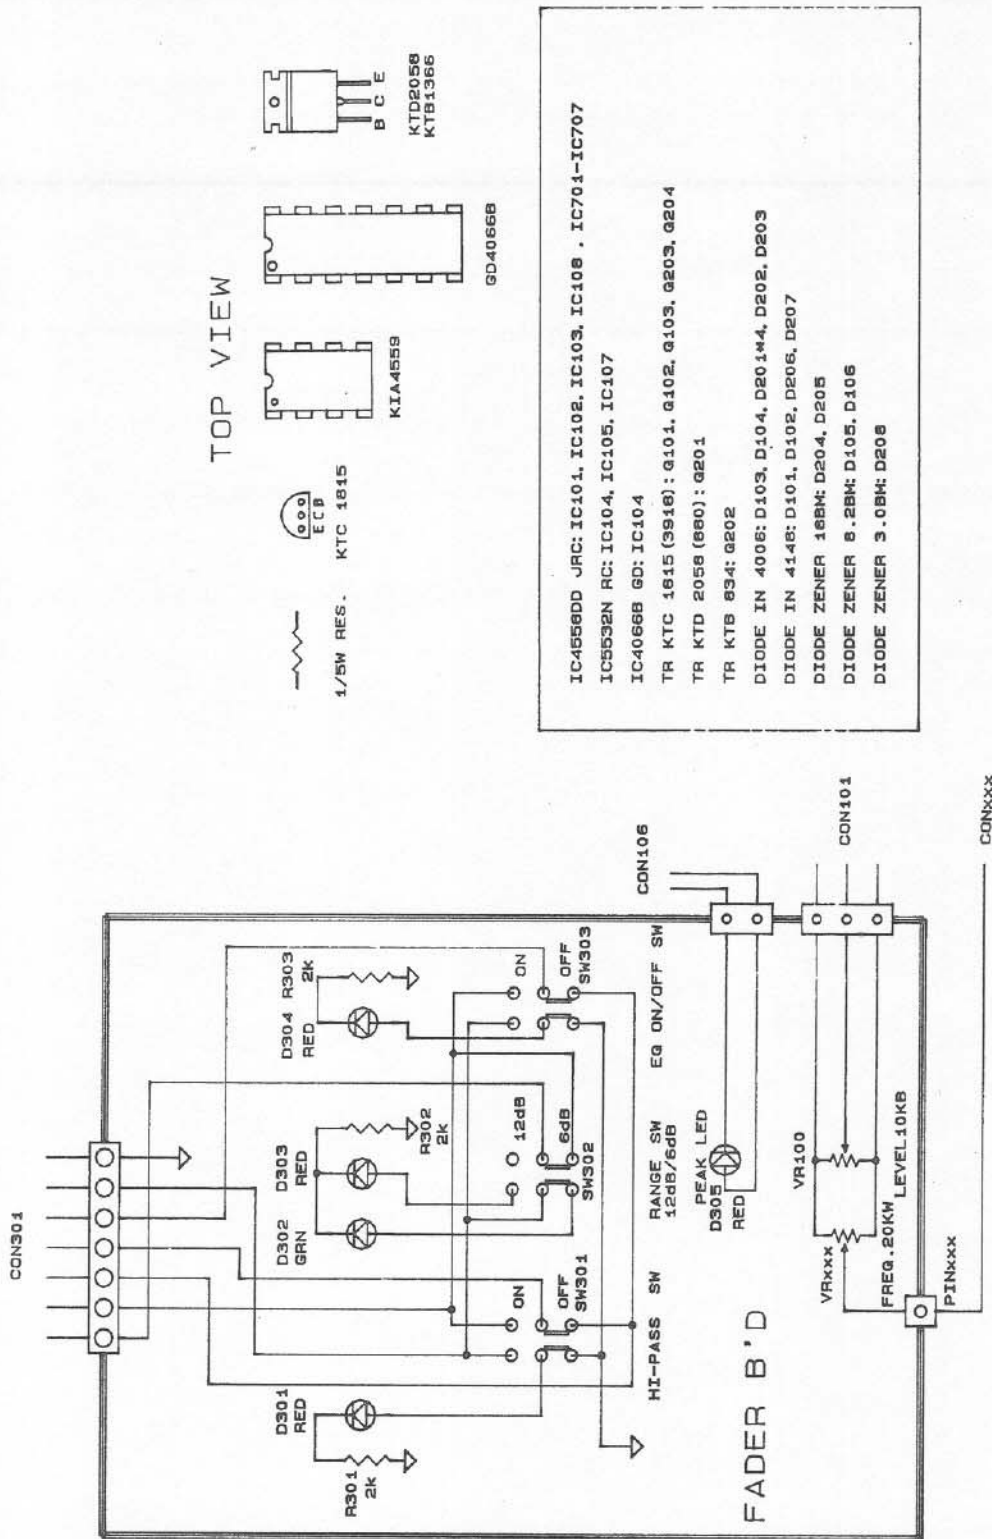 TOP VIEW
1/5W RES.
KTC 1815
E C B
KIA4559
GD4066B
B C E
KTD2058
KTB1366
IC4558DD JRC: IC101, IC102, IC103, IC108 . IC701-IC707
IC5532N RC: IC104, IC105, IC107
IC4066B GD: IC104
TR KTC 1815 (3918): Q101, Q102, Q103, Q203, Q204
TR KTD 2058 (880): Q201
TR KTB 834: Q202
DIODE IN 4006: D103, D104, D201*4, D202, D203
DIODE IN 4148: D101, D102, D206, D207
DIODE ZENER 16BM: D204, D205
DIODE ZENER 8.2BM: D105, D106
DIODE ZENER 3.0BM: D208
CON301
R301
2k
D301
RED
D302
GRN
D303
RED
R302
2k
D304
RED
R303
2k
ON
OFF
SW301
HI-PASS SW
12dB
6dB
SW302
RANGE SW
12dB/6dB
ON
OFF
SW303
EQ ON/OFF SW
FADER B'D
PEAK LED
D305
RED
CON106
VR100
VRxxx
FREQ.20KW
LEVEL10KB
CON101
PINxxx
CONxxx